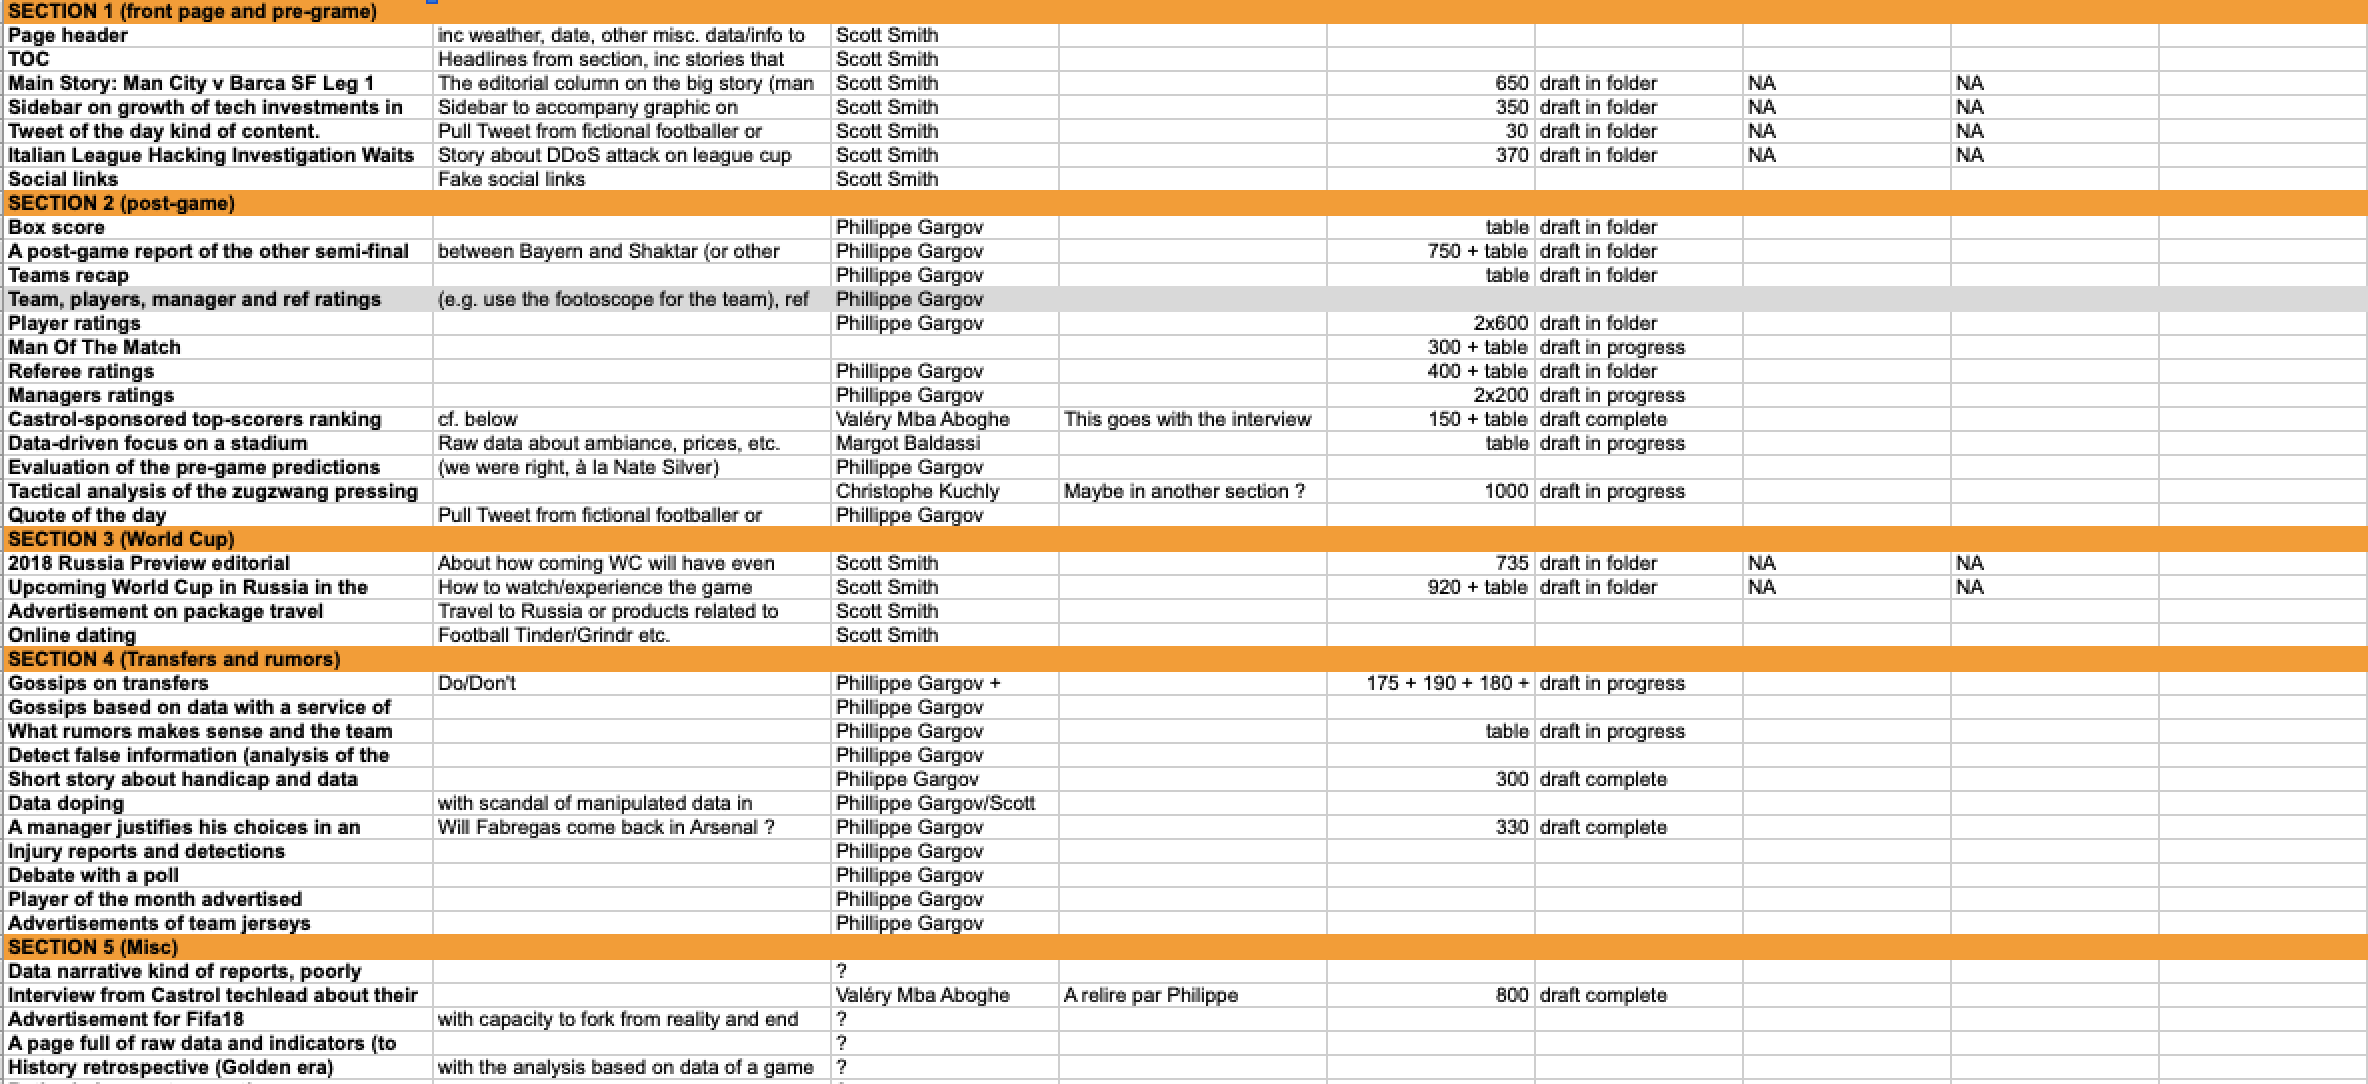 SECTION 1 (front page and pre-grame)
Page header inc weather, date, other misc. data/info to Scott Smith
TOC Headlines from section, inc stories that Scott Smith
Main Story: Man City v Barca SF Leg 1 The editorial column on the big story (man Scott Smith 650 draft in folder NA NA
Sidebar on growth of tech investments in Sidebar to accompany graphic on Scott Smith 350 draft in folder NA NA
Tweet of the day kind of content. Pull Tweet from fictional footballer or Scott Smith 30 draft in folder NA NA
Italian League Hacking Investigation Waits Story about DDoS attack on league cup Scott Smith 370 draft in folder NA NA
Social links Fake social links Scott Smith
SECTION 2 (post-game)
Box score Phillippe Gargov table draft in folder
A post-game report of the other semi-final between Bayern and Shaktar (or other Phillippe Gargov 750 + table draft in folder
Teams recap Phillippe Gargov table draft in folder
Team, players, manager and ref ratings (e.g. use the footoscope for the team), ref Phillippe Gargov
Player ratings Phillippe Gargov 2x600 draft in folder
Man Of The Match 300 + table draft in progress
Referee ratings Phillippe Gargov 400 + table draft in folder
Managers ratings Phillippe Gargov 2x200 draft in progress
Castrol-sponsored top-scorers ranking cf. below Valéry Mba Aboghe This goes with the interview 150 + table draft complete
Data-driven focus on a stadium Raw data about ambiance, prices, etc. Margot Baldassi table draft in progress
Evaluation of the pre-game predictions (we were right, à la Nate Silver) Phillippe Gargov
Tactical analysis of the zugzwang pressing Christophe Kuchly Maybe in another section ? 1000 draft in progress
Quote of the day Pull Tweet from fictional footballer or Phillippe Gargov
SECTION 3 (World Cup)
2018 Russia Preview editorial About how coming WC will have even Scott Smith 735 draft in folder NA NA
Upcoming World Cup in Russia in the How to watch/experience the game Scott Smith 920 + table draft in folder NA NA
Advertisement on package travel Travel to Russia or products related to Scott Smith
Online dating Football Tinder/Grindr etc. Scott Smith
SECTION 4 (Transfers and rumors)
Gossips on transfers Do/Don't Phillippe Gargov + 175 + 190 + 180 + draft in progress
Gossips based on data with a service of Phillippe Gargov
What rumors makes sense and the team Phillippe Gargov table draft in progress
Detect false information (analysis of the Phillippe Gargov
Short story about handicap and data Philippe Gargov 300 draft complete
Data doping with scandal of manipulated data in Phillippe Gargov/Scott
A manager justifies his choices in an Will Fabregas come back in Arsenal ? Phillippe Gargov 330 draft complete
Injury reports and detections Phillippe Gargov
Debate with a poll Phillippe Gargov
Player of the month advertised Phillippe Gargov
Advertisements of team jerseys Phillippe Gargov
SECTION 5 (Misc)
Data narrative kind of reports, poorly ?
Interview from Castrol techlead about their Valéry Mba Aboghe A relire par Philippe 800 draft complete
Advertisement for Fifa18 with capacity to fork from reality and end ?
A page full of raw data and indicators (to ?
History retrospective (Golden era) with the analysis based on data of a game ?